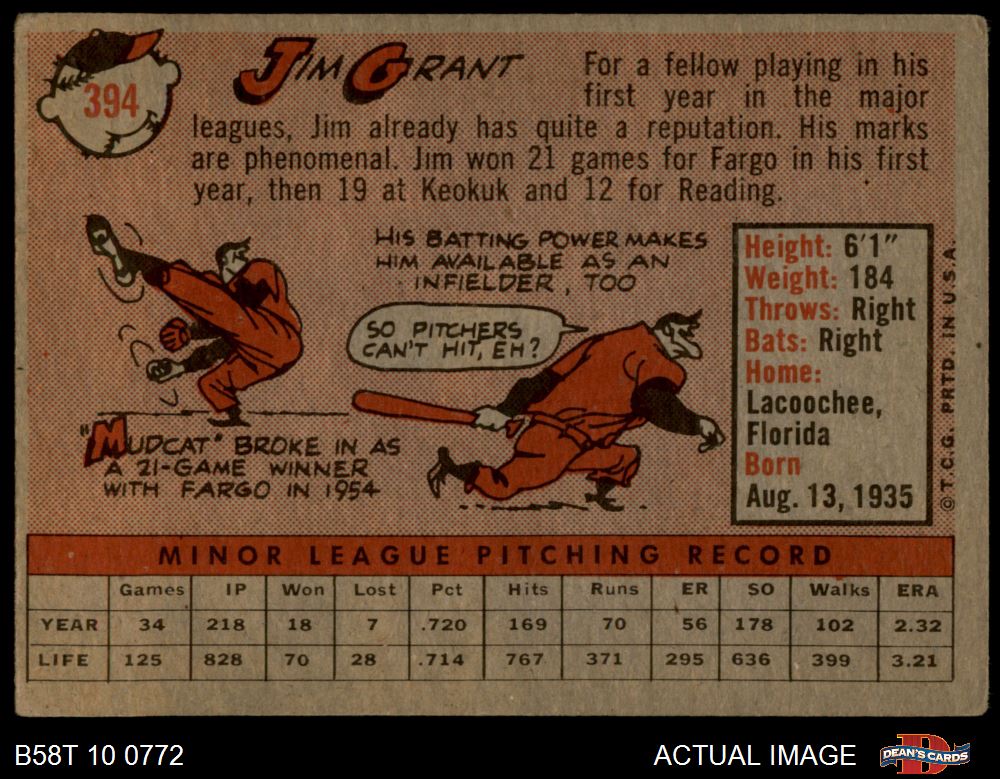 394
JIM GRANT
For a fellow playing in his
first year in the major
leagues, Jim already has quite a reputation. His marks
are phenomenal. Jim won 21 games for Fargo in his first
year, then 19 at Keokuk and 12 for Reading.
HIS BATTING POWER MAKES
HIM AVAILABLE AS AN
INFIELDER, TOO
SO PITCHERS
CAN'T HIT, EH?
"MUDCAT" BROKE IN AS
A 21-GAME WINNER
WITH FARGO IN 1954
Height: 6'1"
Weight: 184
Throws: Right
Bats: Right
Home:
Lacoochee,
Florida
Born
Aug. 13, 1935
© T.C.G. PRTD. IN U.S.A.
MINOR LEAGUE PITCHING RECORD
Games IP Won Lost Pct Hits Runs ER SO Walks ERA
YEAR 34 218 18 7 .720 169 70 56 178 102 2.32
LIFE 125 828 70 28 .714 767 371 295 636 399 3.21
B58T 10 0772 ACTUAL IMAGE DEAN'S CARDS